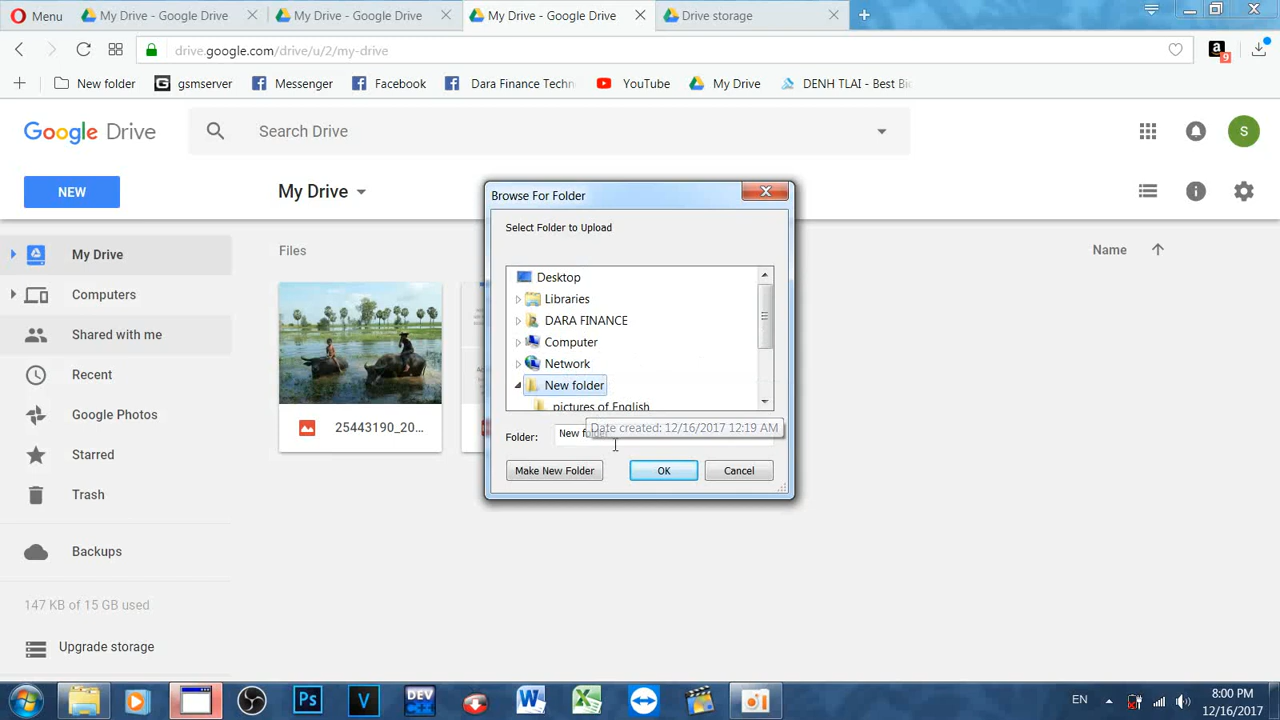 Menu
My Drive - Google Drive
My Drive - Google Drive
My Drive - Google Drive
Drive storage
drive.google.com/drive/u/2/my-drive
9
New folder
gsmserver
Messenger
Facebook
Dara Finance Techn
YouTube
My Drive
DENH TLAI - Best Bi
Google Drive
Search Drive
S
NEW
My Drive
My Drive
Computers
Shared with me
Recent
Google Photos
Starred
Trash
Backups
147 KB of 15 GB used
Upgrade storage
Files
Name
25443190_20...
Browse For Folder
Select Folder to Upload
Desktop
Libraries
DARA FINANCE
Computer
Network
New folder
pictures of English
Date created: 12/16/2017 12:19 AM
Folder:
New folder
Make New Folder
OK
Cancel
Ps
V
DEV
EN
8:00 PM
12/16/2017